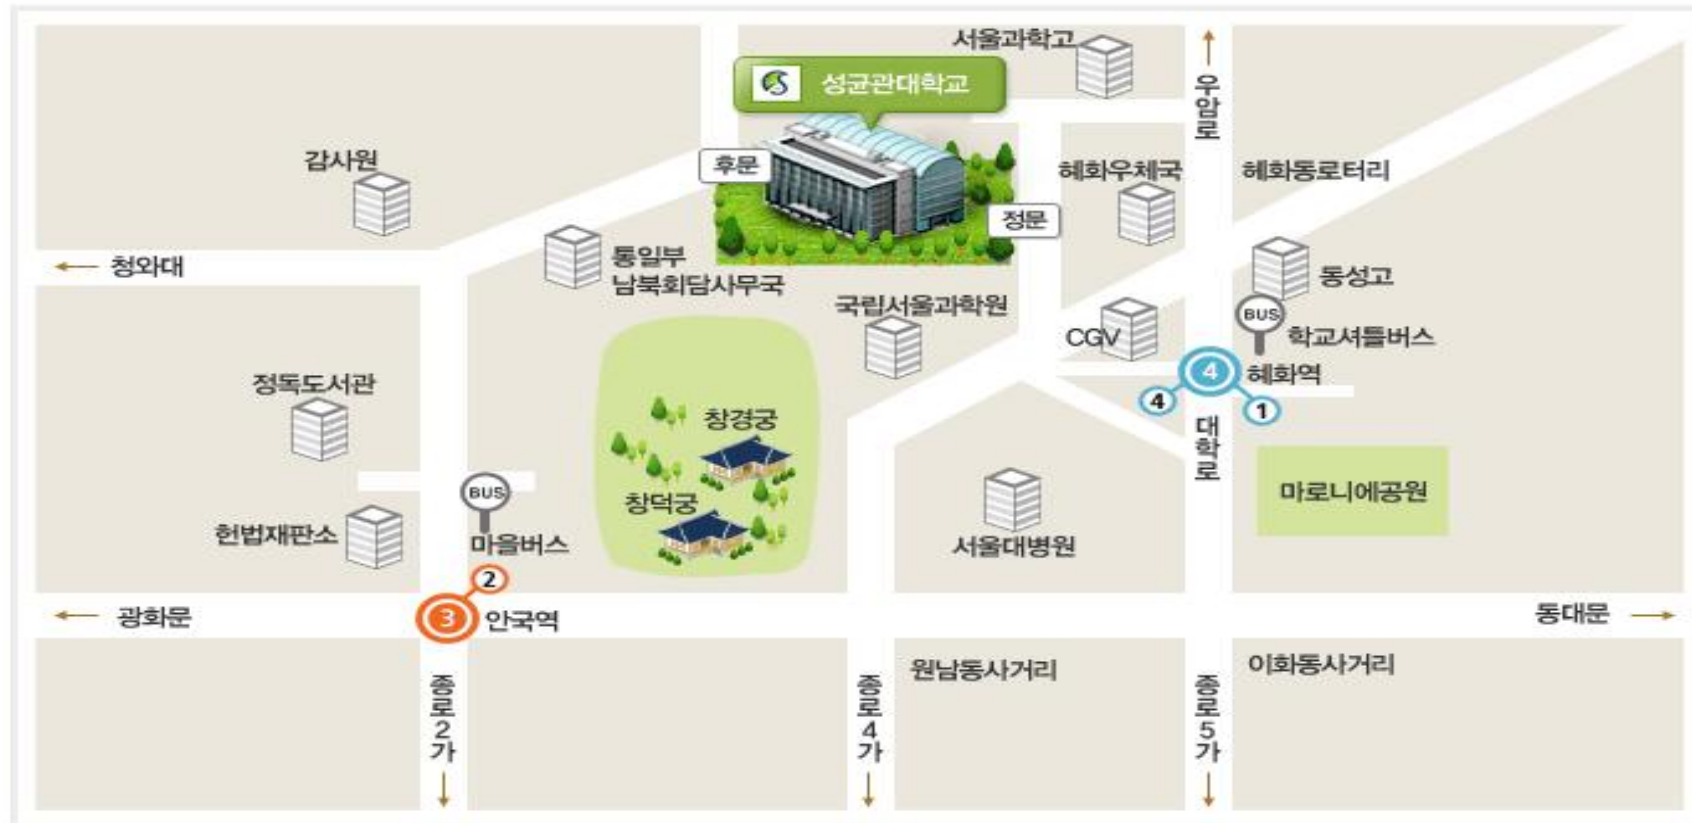 서울과학고
성균관대학교
우암로
감사원
후문
혜화우체국
혜화동로터리
정문
청와대
통일부
남북회담사무국
동성고
국립서울과학원
BUS
CGV
학교셔틀버스
4
혜화역
정독도서관
4
1
창경궁
대학로
BUS
창덕궁
마로니에공원
헌법재판소
마을버스
서울대병원
2
광화문
3
안국역
동대문
원남동사거리
이화동사거리
종로2가
종로4가
종로5가